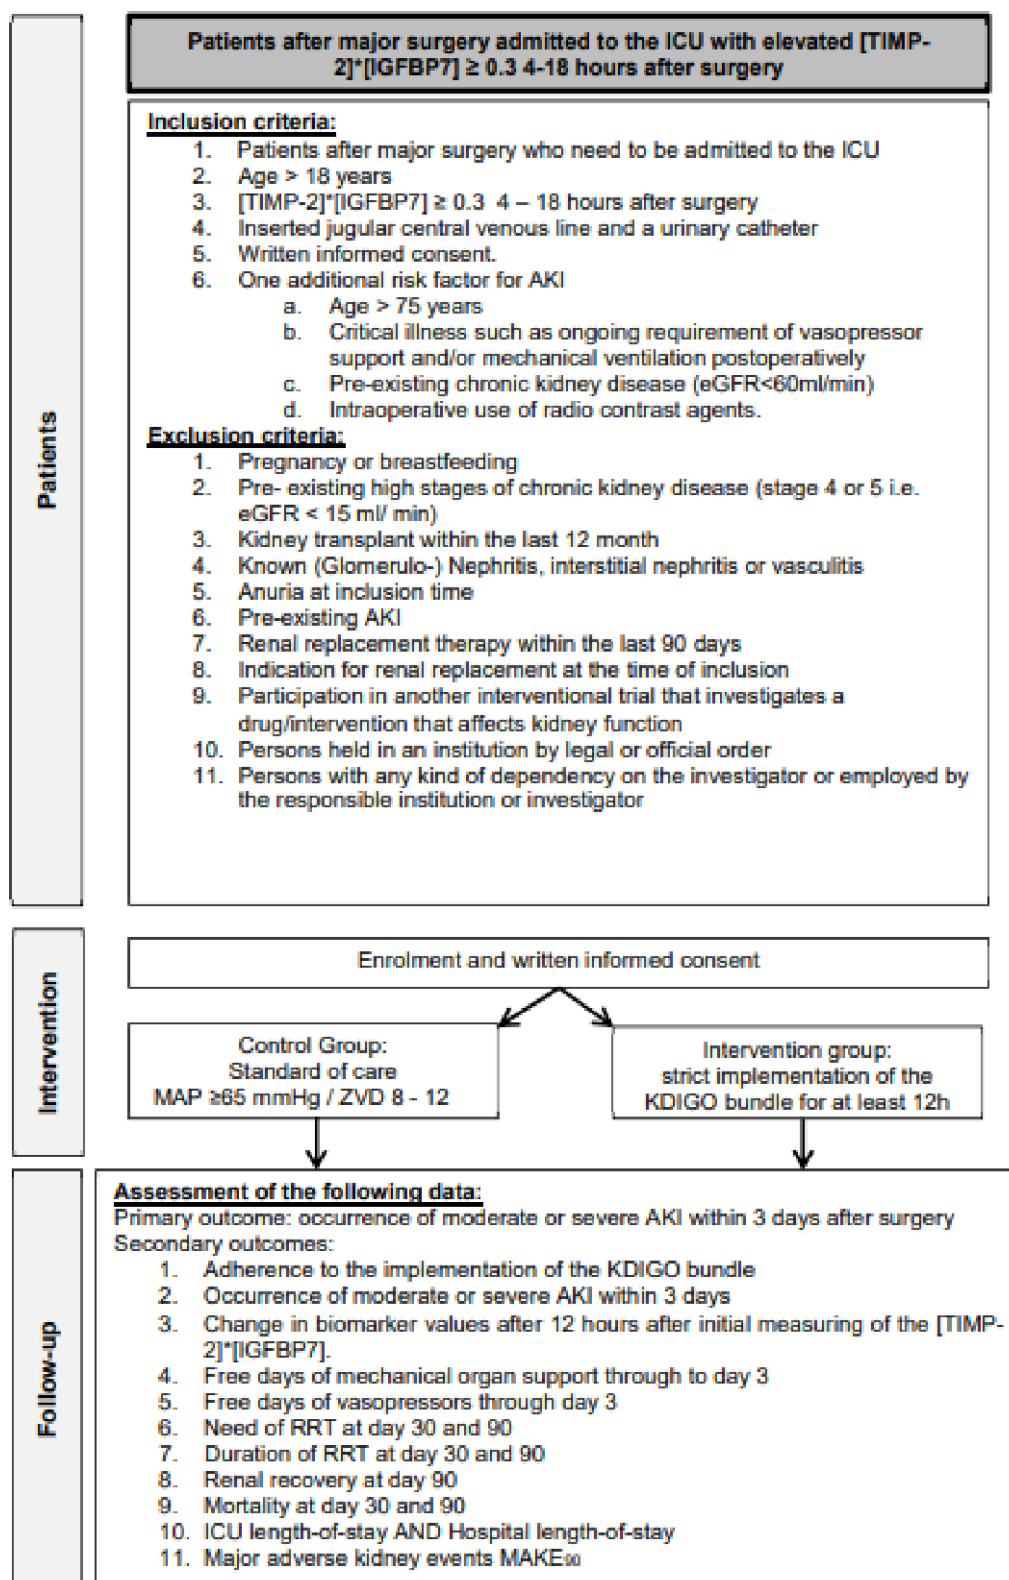 Patients after major surgery admitted to the ICU with elevated [TIMP-
2]*[IGFBP7] ≥ 0.3 4-18 hours after surgery
Patients
Inclusion criteria:
1. Patients after major surgery who need to be admitted to the ICU
2. Age > 18 years
3. [TIMP-2]*[IGFBP7] ≥ 0.3 4 – 18 hours after surgery
4. Inserted jugular central venous line and a urinary catheter
5. Written informed consent.
6. One additional risk factor for AKI
a. Age > 75 years
b. Critical illness such as ongoing requirement of vasopressor
support and/or mechanical ventilation postoperatively
c. Pre-existing chronic kidney disease (eGFR<60ml/min)
d. Intraoperative use of radio contrast agents.
Exclusion criteria:
1. Pregnancy or breastfeeding
2. Pre- existing high stages of chronic kidney disease (stage 4 or 5 i.e.
eGFR < 15 ml/ min)
3. Kidney transplant within the last 12 month
4. Known (Glomerulo-) Nephritis, interstitial nephritis or vasculitis
5. Anuria at inclusion time
6. Pre-existing AKI
7. Renal replacement therapy within the last 90 days
8. Indication for renal replacement at the time of inclusion
9. Participation in another interventional trial that investigates a
drug/intervention that affects kidney function
10. Persons held in an institution by legal or official order
11. Persons with any kind of dependency on the investigator or employed by
the responsible institution or investigator
Intervention
Enrolment and written informed consent
Control Group:
Standard of care
MAP ≥65 mmHg / ZVD 8 - 12
Intervention group:
strict implementation of the
KDIGO bundle for at least 12h
Follow-up
Assessment of the following data:
Primary outcome: occurrence of moderate or severe AKI within 3 days after surgery
Secondary outcomes:
1. Adherence to the implementation of the KDIGO bundle
2. Occurrence of moderate or severe AKI within 3 days
3. Change in biomarker values after 12 hours after initial measuring of the [TIMP-
2]*[IGFBP7].
4. Free days of mechanical organ support through to day 3
5. Free days of vasopressors through day 3
6. Need of RRT at day 30 and 90
7. Duration of RRT at day 30 and 90
8. Renal recovery at day 90
9. Mortality at day 30 and 90
10. ICU length-of-stay AND Hospital length-of-stay
11. Major adverse kidney events MAKE90